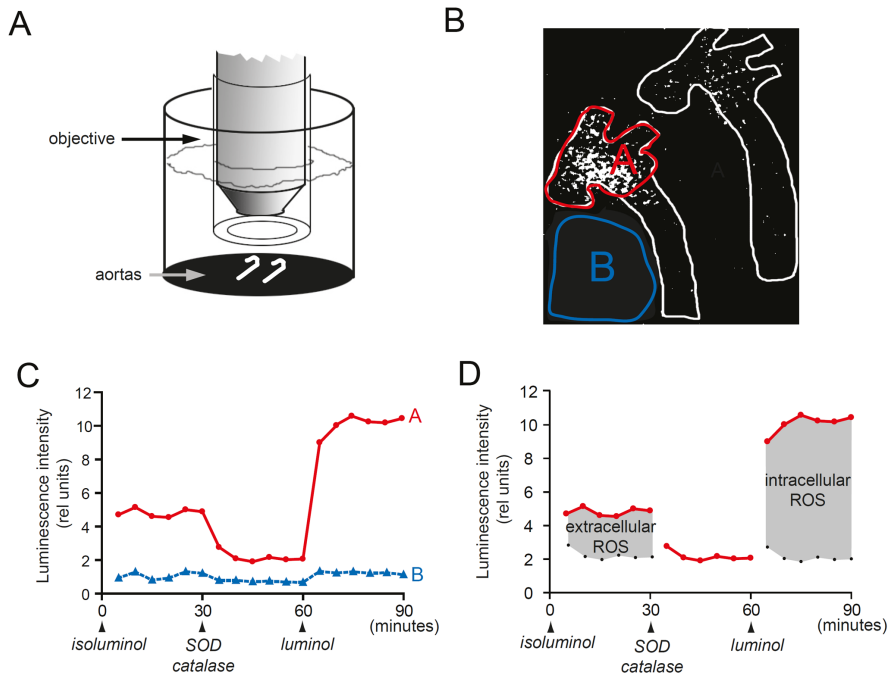 A
objective
aortas
B
A
B
A
C
Luminescence intensity
(rel units)
12
10
8
6
4
2
0
A
B
0
30
60
90
(minutes)
isoluminol
SOD
catalase
luminol
D
Luminescence intensity
(rel units)
12
10
8
6
4
2
0
extracellular
ROS
intracellular
ROS
0
30
60
90
(minutes)
isoluminol
SOD
catalase
luminol